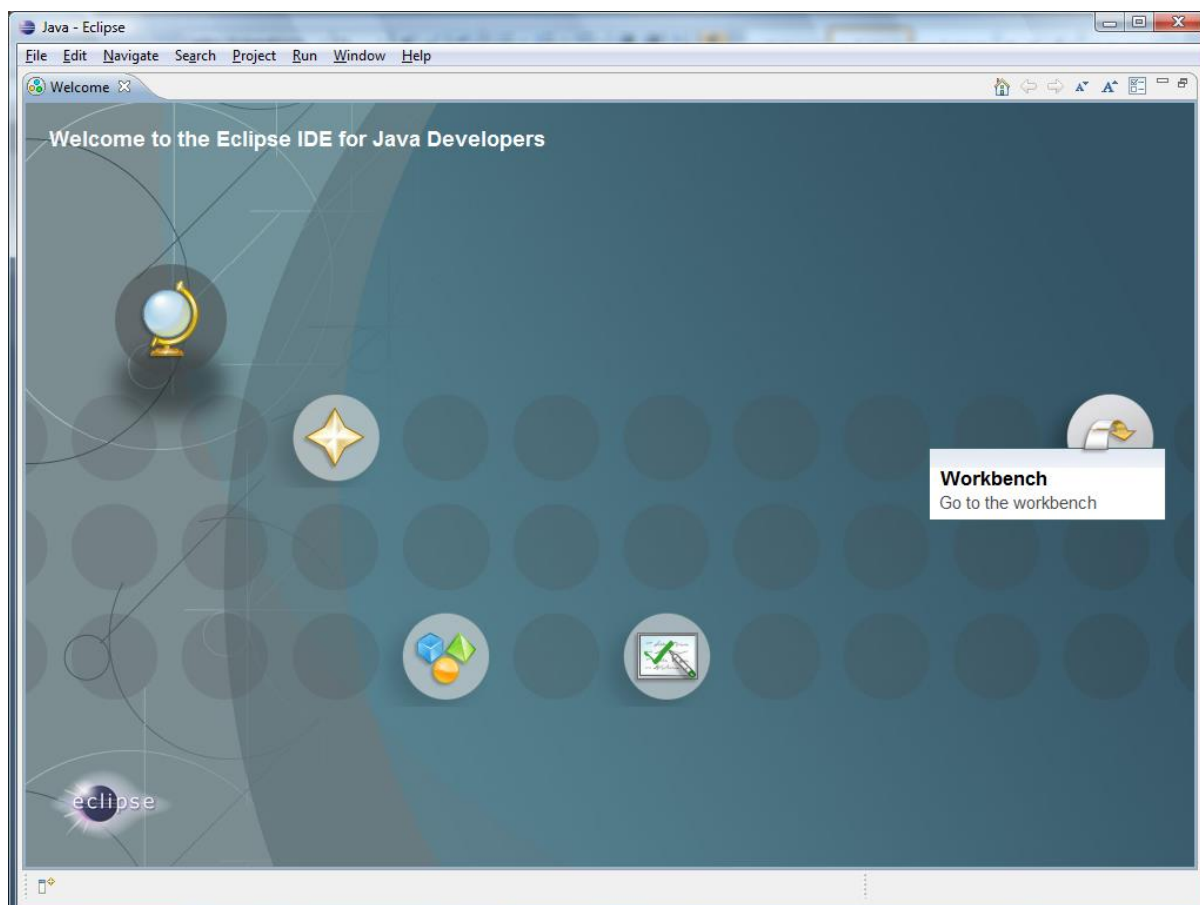 Java - Eclipse
File Edit Navigate Search Project Run Window Help
Welcome
Welcome to the Eclipse IDE for Java Developers
Workbench
Go to the workbench
eclipse